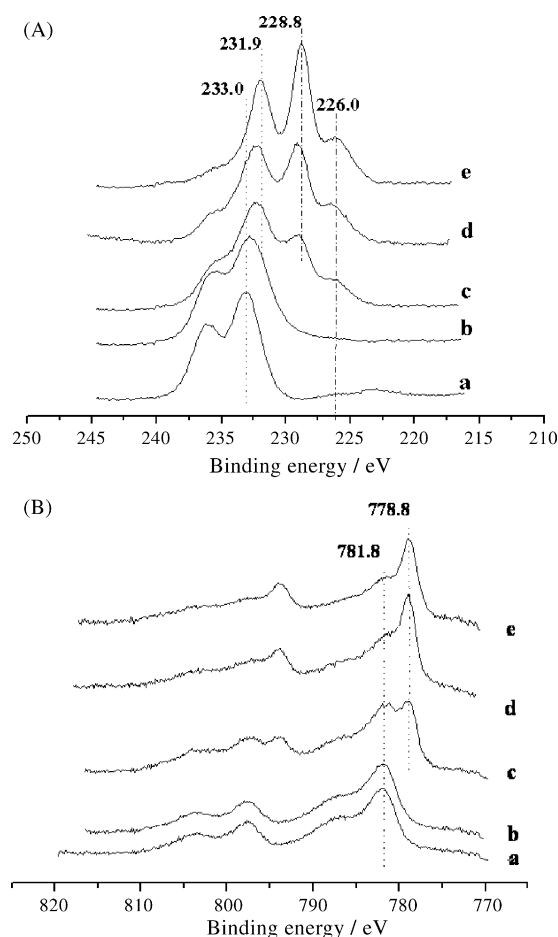 (A)
228.8
231.9
233.0
226.0
e
d
c
b
a
250 245 240 235 230 225 220 215 210
Binding energy / eV
(B)
778.8
781.8
e
d
c
b
a
820 810 800 790 780 770
Binding energy / eV